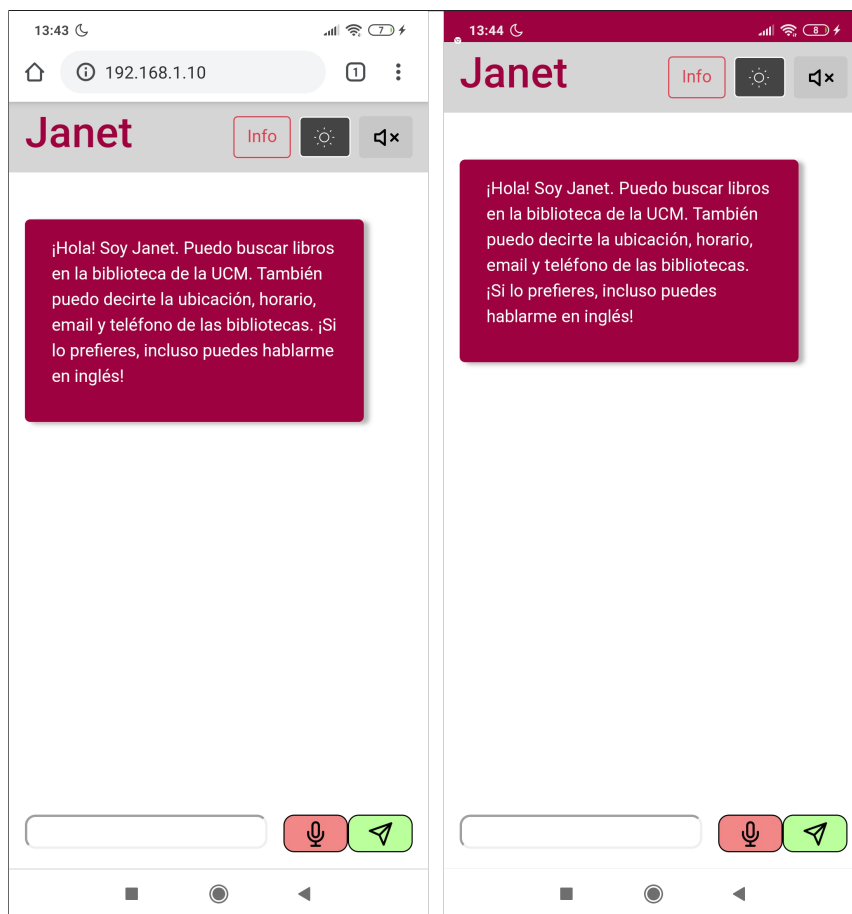 13:43
7
192.168.1.10
1
Janet
Info
¡Hola! Soy Janet. Puedo buscar libros
en la biblioteca de la UCM. También
puedo decirte la ubicación, horario,
email y teléfono de las bibliotecas. ¡Si
lo prefieres, incluso puedes hablarme
en inglés!
13:44
8
Janet
Info
¡Hola! Soy Janet. Puedo buscar libros
en la biblioteca de la UCM. También
puedo decirte la ubicación, horario,
email y teléfono de las bibliotecas.
¡Si lo prefieres, incluso puedes
hablarme en inglés!